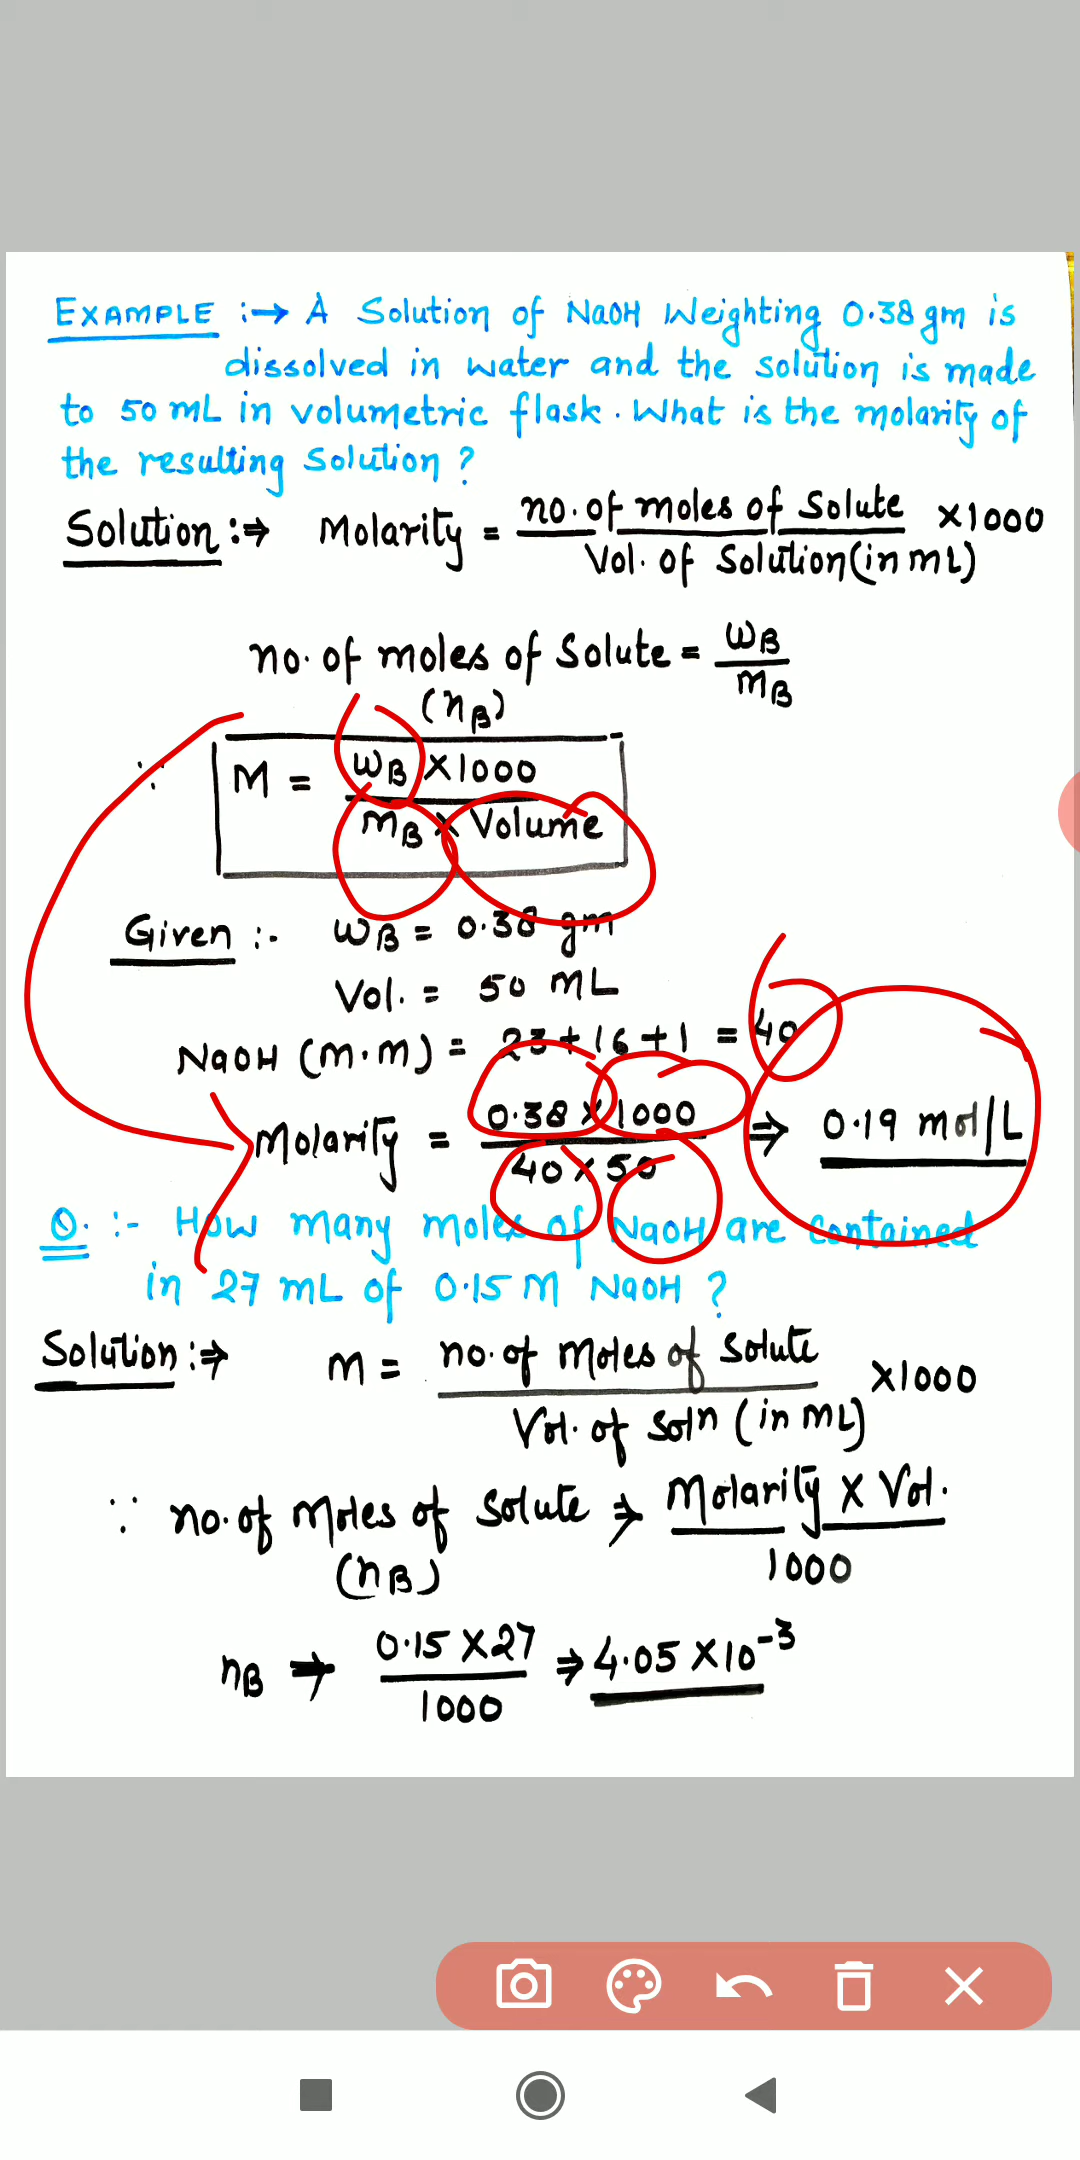 EXAMPLE :→ A Solution of NaOH Weighting 0.38 gm is
dissolved in water and the solution is made
to 50 mL in volumetric flask. What is the molarity of
the resulting Solution ?
Solution :⇒ Molarity = no. of moles of Solute / Vol. of Solution (in mL) ×1000
no. of moles of Solute = WB / mB
(nB)
∵ M = WB ×1000 / mB × Volume
Given :- WB = 0.38 gm
Vol. = 50 mL
NaOH (m.m) = 23+16+1 = 40
Molarity = 0.38 × 1000 / 40 × 50 ⇒ 0.19 mol/L
Q. :- How many moles of NaOH are contained
in 27 mL of 0.15 M NaOH ?
Solution :⇒ M = no. of Moles of Solute / Vol. of Soln (in mL) ×1000
∵ no. of Moles of Solute ⇒ Molarity × Vol. / 1000
(nB)
nB → 0.15 × 27 / 1000 ⇒ 4.05 × 10⁻³